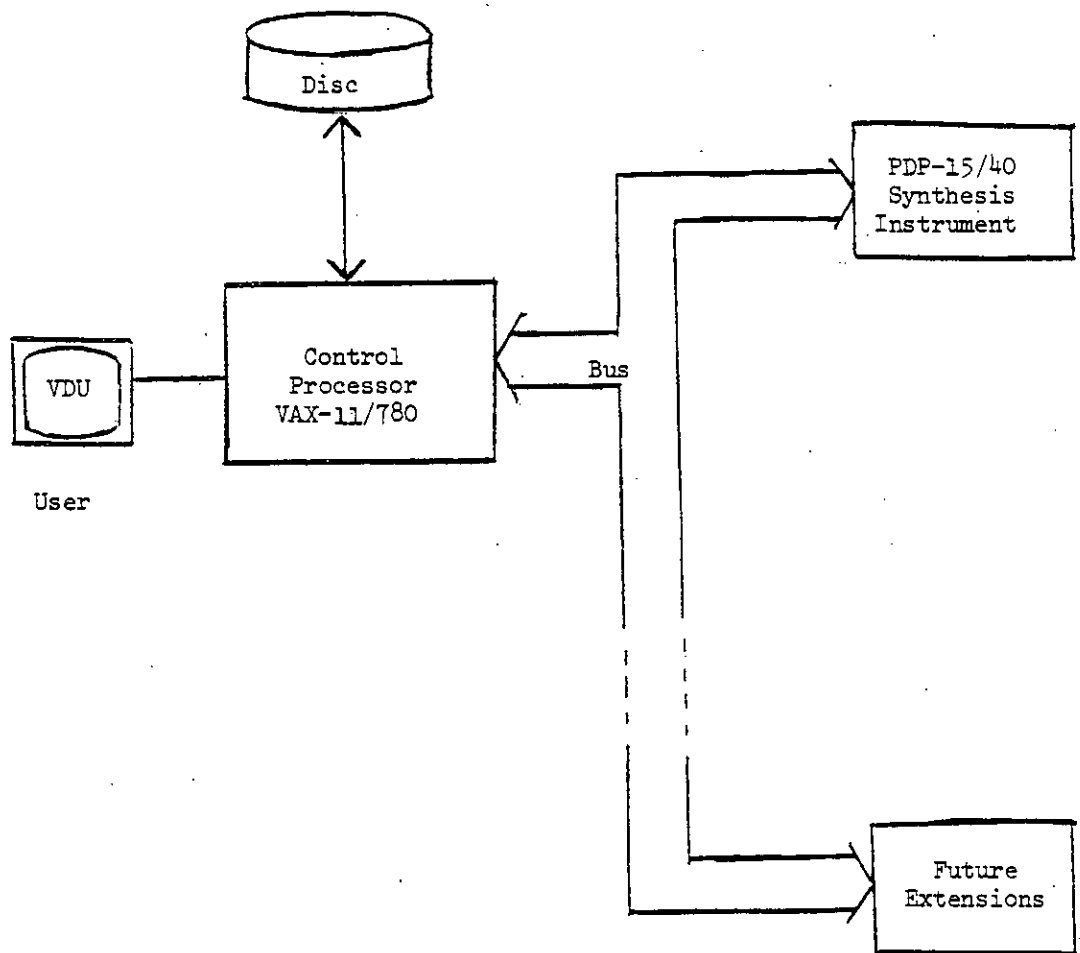 Disc
PDP-15/40
Synthesis
Instrument
Control
Processor
VAX-11/780
Bus
VDU
User
Future
Extensions